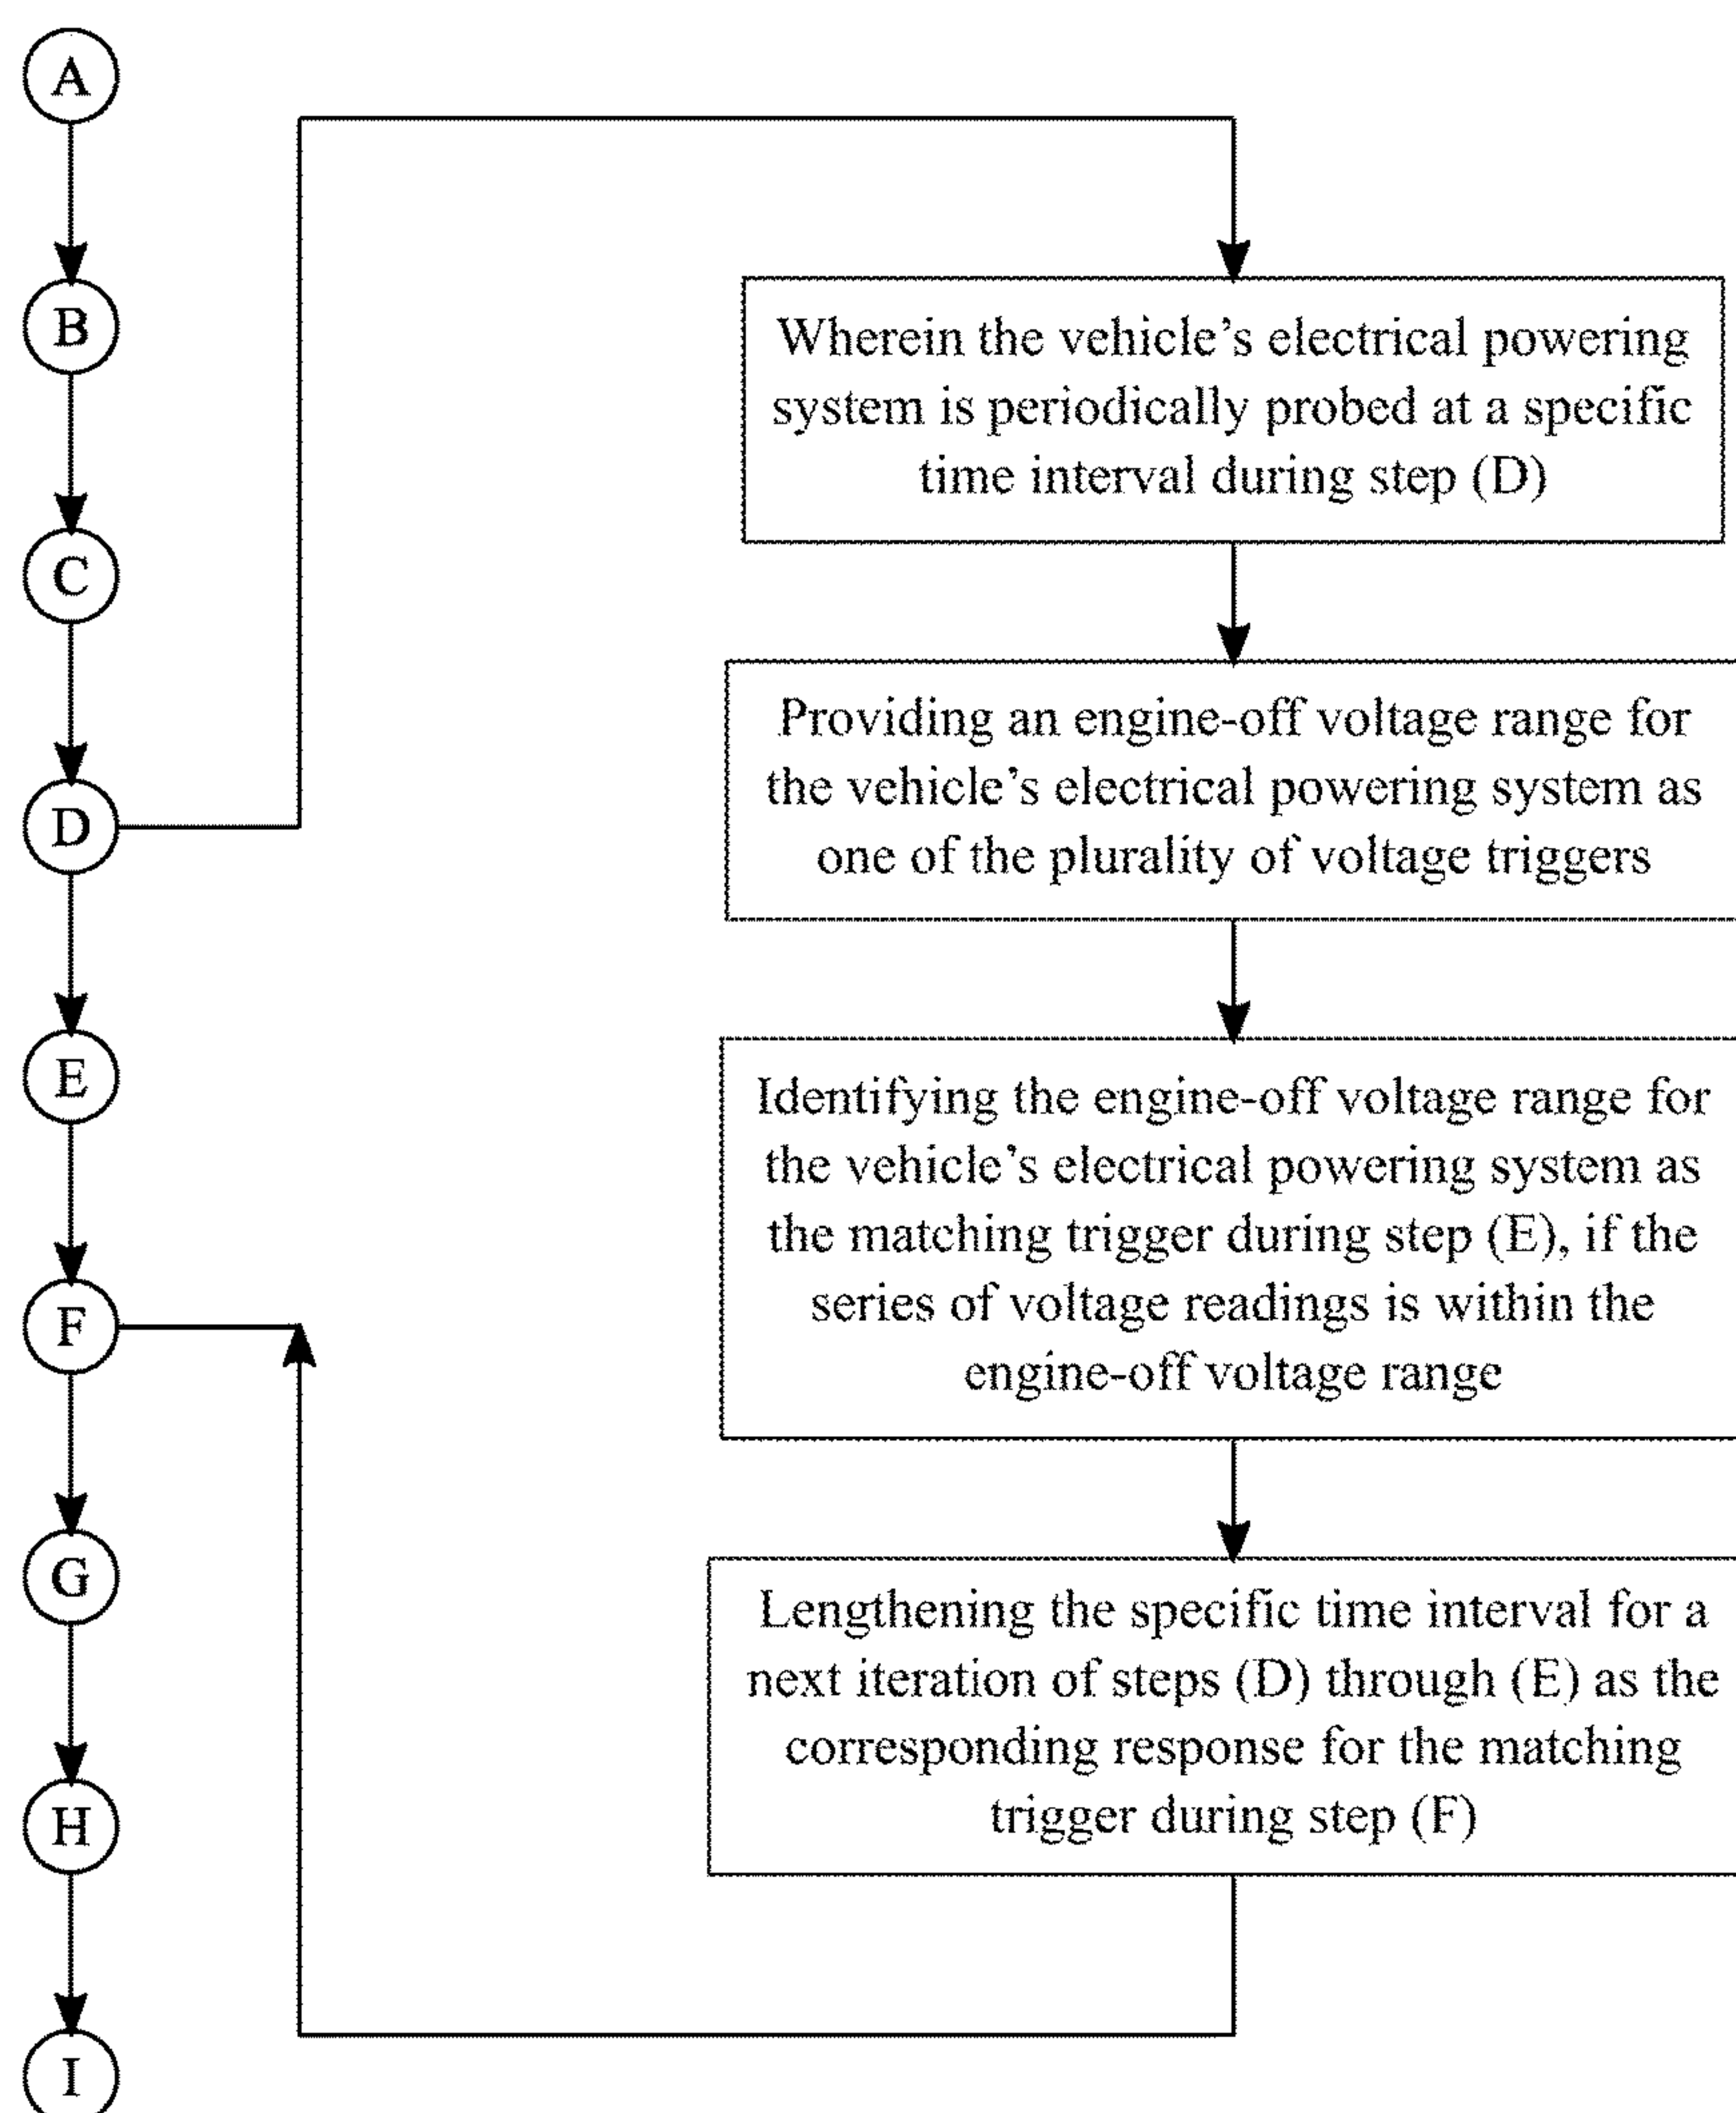 A
B
C
D
E
F
G
H
I
Wherein the vehicle's electrical powering
system is periodically probed at a specific
time interval during step (D)
Providing an engine-off voltage range for
the vehicle's electrical powering system as
one of the plurality of voltage triggers
Identifying the engine-off voltage range for
the vehicle's electrical powering system as
the matching trigger during step (E), if the
series of voltage readings is within the
engine-off voltage range
Lengthening the specific time interval for a
next iteration of steps (D) through (E) as the
corresponding response for the matching
trigger during step (F)